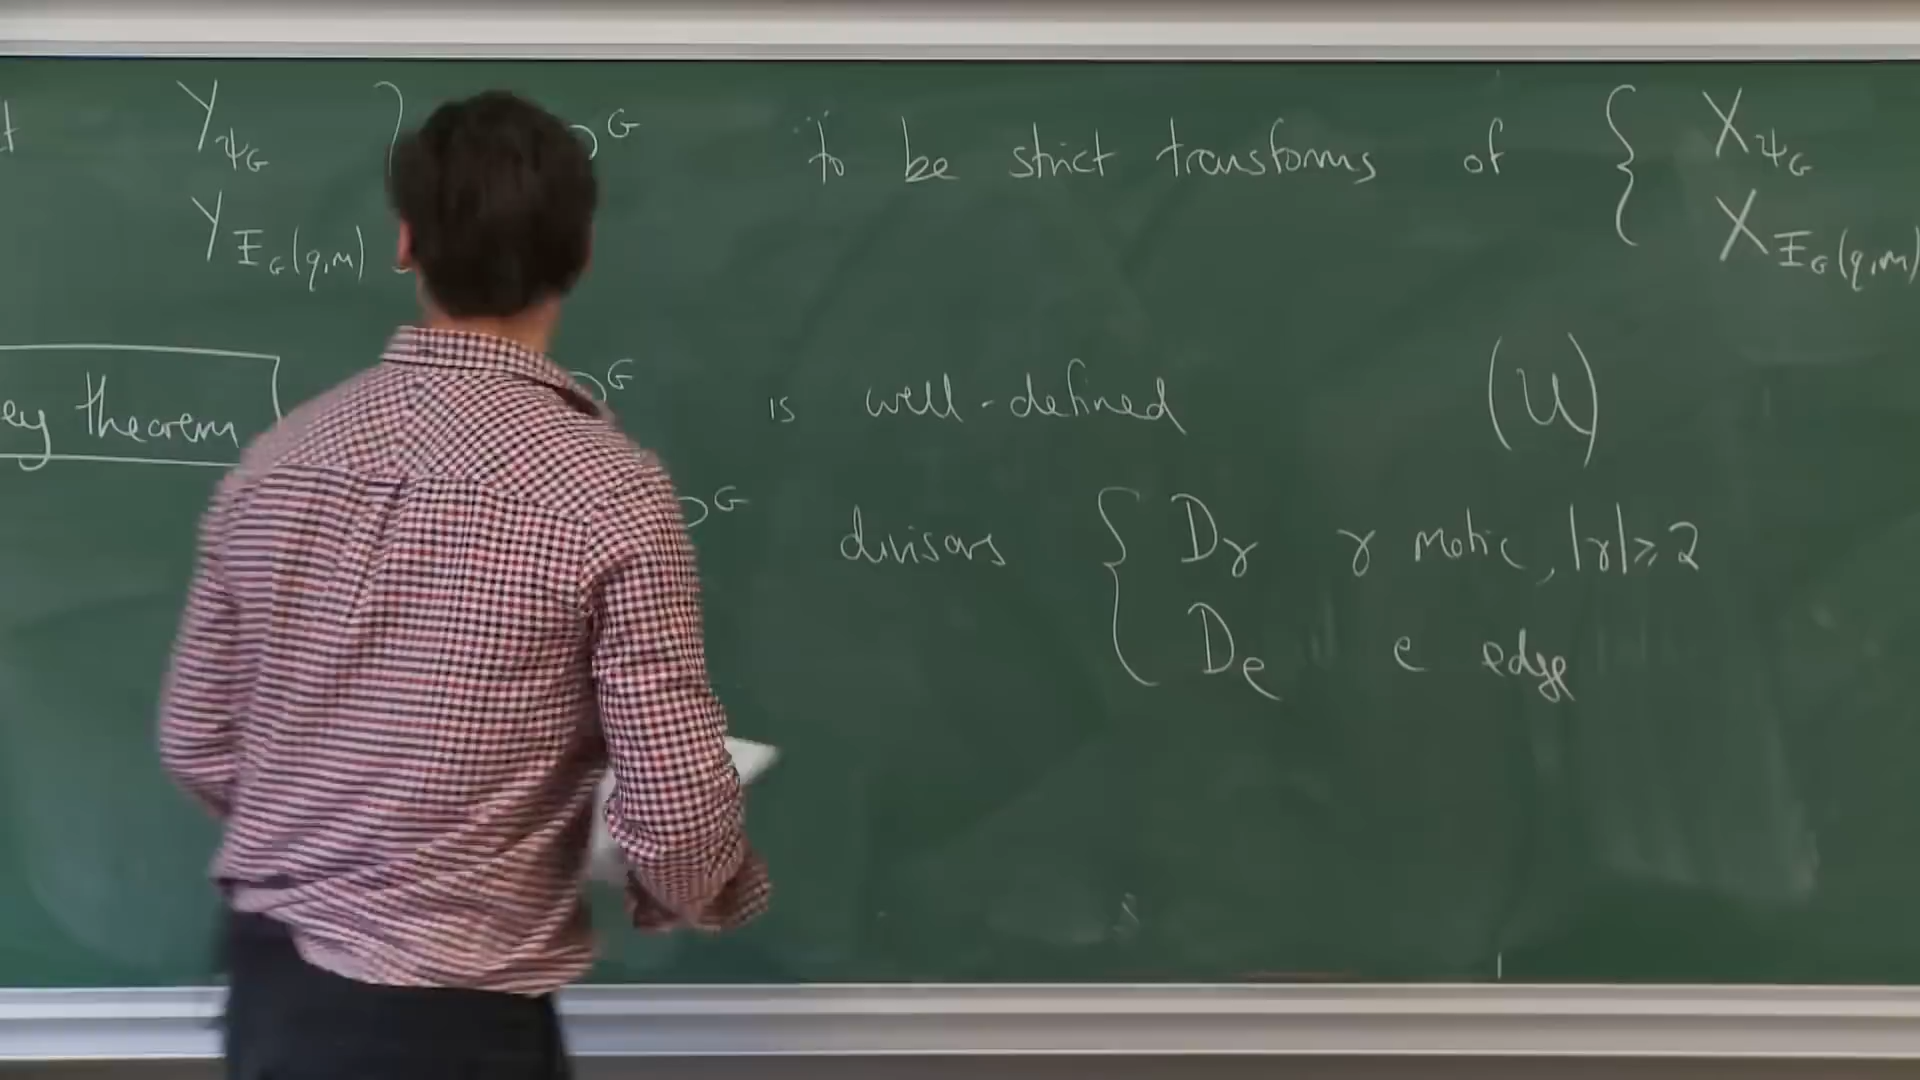 Y_{ψ_G} } G to be strict transforms of { X_{ψ_G}
Y_{Ξ_G(q,m)} X_{Ξ_G(q,m)}
ey theorem G is well-defined (U)
G divisors { D_γ γ motic, |γ| ⩾ 2
D_e e edge